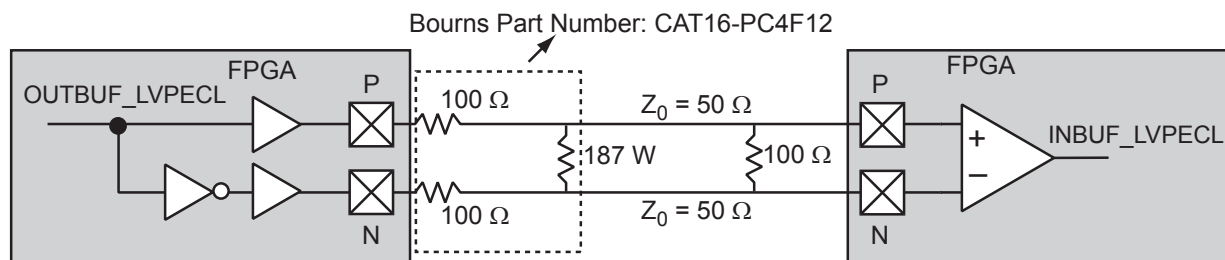 Bourns Part Number: CAT16-PC4F12
FPGA
OUTBUF_LVPECL
P
100 Ω
Z0 = 50 Ω
P
FPGA
187 W
100 Ω
+
−
INBUF_LVPECL
N
100 Ω
Z0 = 50 Ω
N